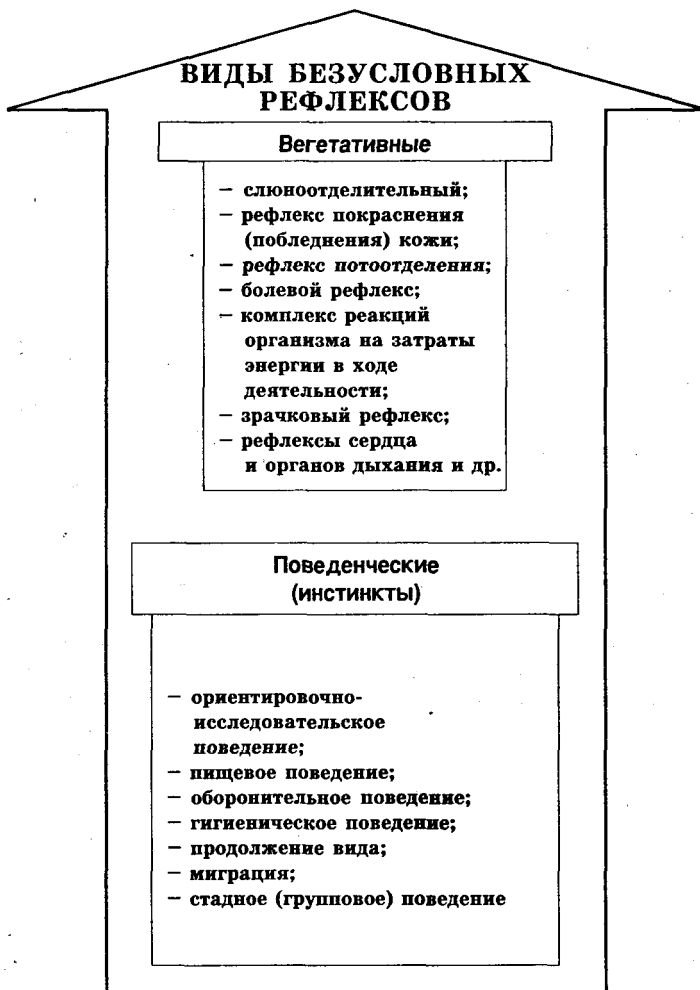 ВИДЫ БЕЗУСЛОВНЫХ
РЕФЛЕКСОВ
Вегетативные
– слюноотделительный;
– рефлекс покраснения
(побледнения) кожи;
– рефлекс потоотделения;
– болевой рефлекс;
– комплекс реакций
организма на затраты
энергии в ходе
деятельности;
– зрачковый рефлекс;
– рефлексы сердца
и органов дыхания и др.
Поведенческие
(инстинкты)
– ориентировочно-
исследовательское
поведение;
– пищевое поведение;
– оборонительное поведение;
– гигиеническое поведение;
– продолжение вида;
– миграция;
– стадное (групповое) поведение